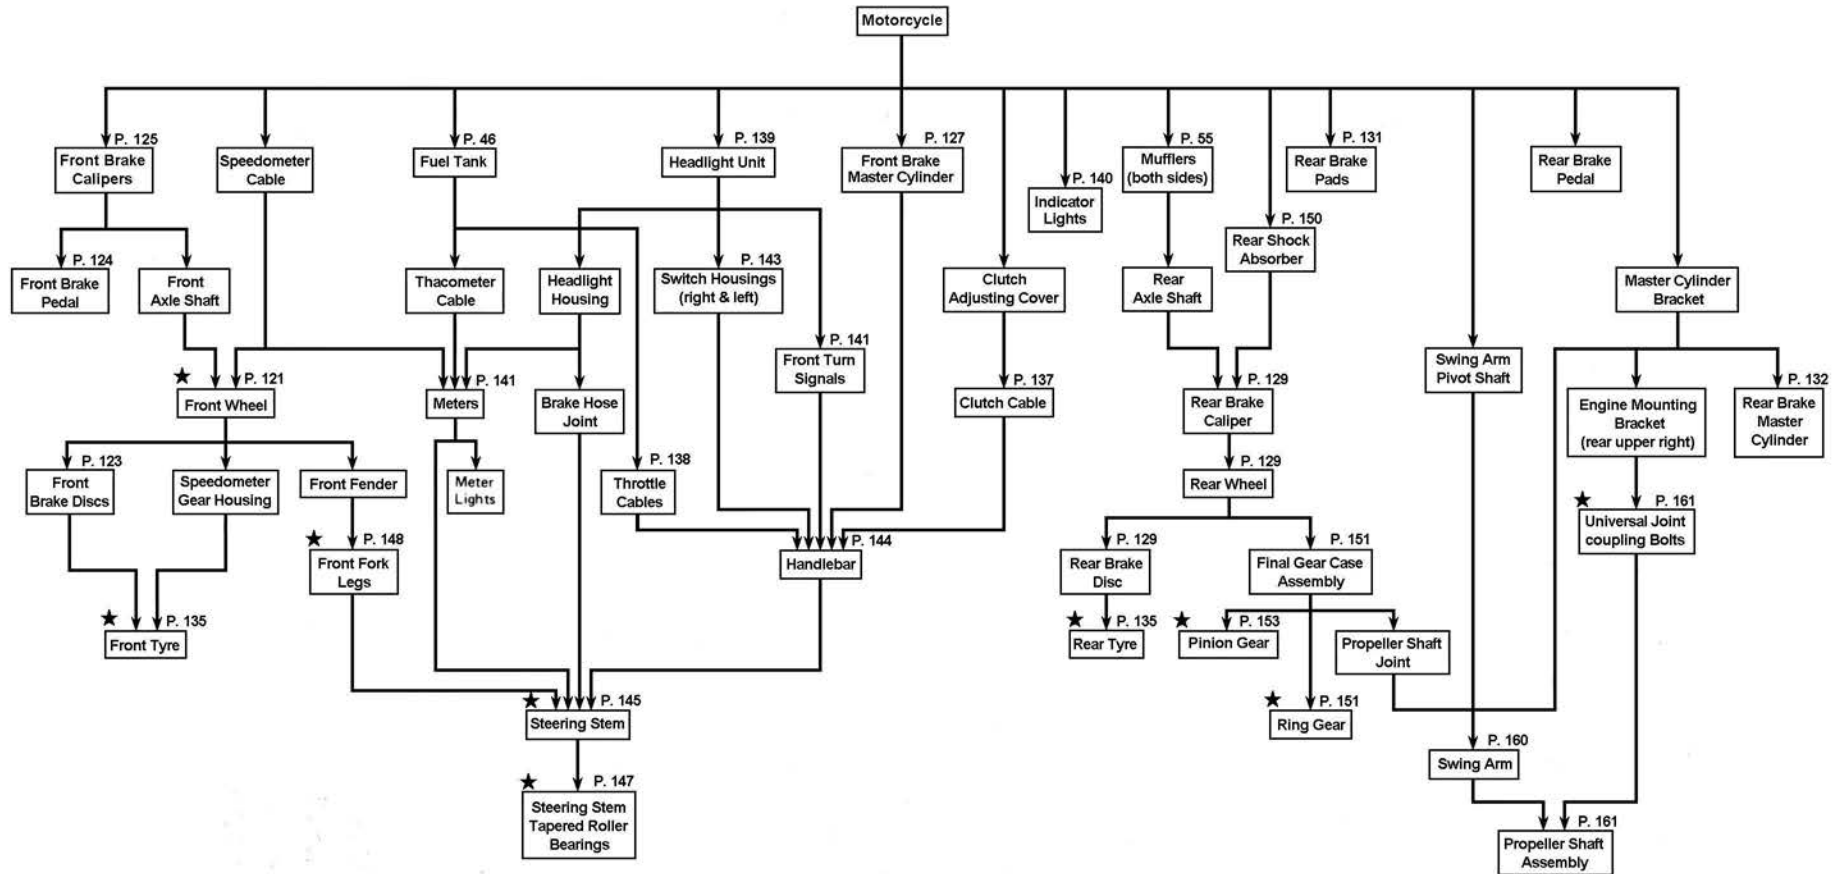 Motorcycle
P. 125
Front Brake
Calipers
Speedometer
Cable
P. 46
Fuel Tank
P. 139
Headlight Unit
P. 127
Front Brake
Master Cylinder
P. 140
Indicator
Lights
P. 55
Mufflers
(both sides)
P. 150
Rear Shock
Absorber
P. 131
Rear Brake
Pads
Rear Brake
Pedal
P. 124
Front Brake
Pedal
Front
Axle Shaft
Thacometer
Cable
Headlight
Housing
P. 143
Switch Housings
(right & left)
Clutch
Adjusting Cover
Rear
Axle Shaft
Master Cylinder
Bracket
P. 141
Front Turn
Signals
Swing Arm
Pivot Shaft
★ P. 121
Front Wheel
P. 141
Meters
Brake Hose
Joint
P. 137
Clutch Cable
P. 129
Rear Brake
Caliper
Engine Mounting
Bracket
(rear upper right)
P. 132
Rear Brake
Master
Cylinder
P. 123
Front
Brake Discs
Speedometer
Gear Housing
Front Fender
Meter
Lights
P. 138
Throttle
Cables
P. 129
Rear Wheel
★ P. 161
Universal Joint
coupling Bolts
★ P. 148
Front Fork
Legs
P. 144
Handlebar
P. 129
Rear Brake
Disc
P. 151
Final Gear Case
Assembly
★ P. 135
Front Tyre
★ P. 135
Rear Tyre
★ P. 153
Pinion Gear
Propeller Shaft
Joint
★ P. 145
Steering Stem
★ P. 151
Ring Gear
P. 160
Swing Arm
★ P. 147
Steering Stem
Tapered Roller
Bearings
P. 161
Propeller Shaft
Assembly